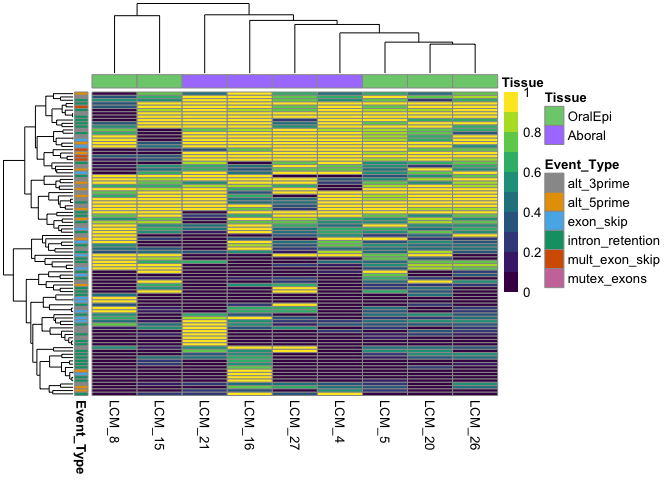 Tissue
1
0.8
0.6
0.4
0.2
0
Tissue
OralEpi
Aboral
Event_Type
alt_3prime
alt_5prime
exon_skip
intron_retention
mult_exon_skip
mutex_exons
Event_Type
LCM_8
LCM_15
LCM_21
LCM_16
LCM_27
LCM_4
LCM_5
LCM_20
LCM_26